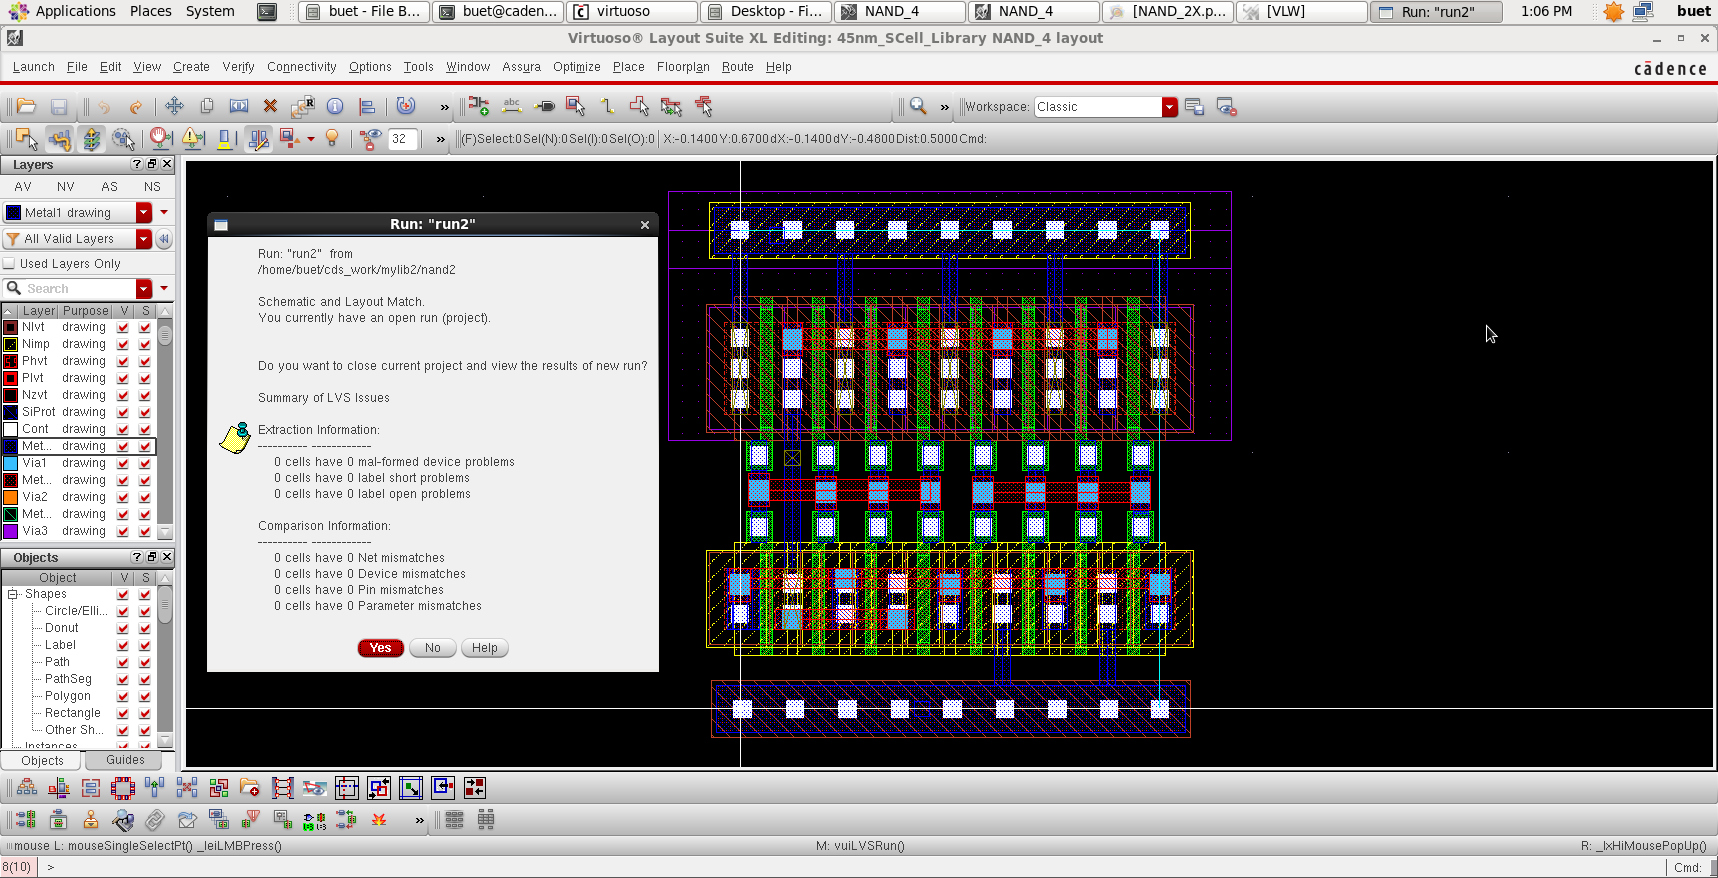 Applications Places System buet - File B... buet@caden... virtuoso Desktop - Fi... NAND_4 NAND_4 [NAND_2X.p... [VLW] Run: "run2" 1:06 PM buet
Virtuoso® Layout Suite XL Editing: 45nm_SCell_Library NAND_4 layout
Launch File Edit View Create Verify Connectivity Options Tools Window Assura Optimize Place Floorplan Route Help cādence
» » Workspace: Classic
32 » (F)Select:0 Sel(N):0 Sel(I):0 Sel(O):0 X:-0.1400 Y:0.6700 dX:-0.1400 dY:-0.4800 Dist:0.5000 Cmd:
Layers
AV NV AS NS
Metal1 drawing
All Valid Layers
Used Layers Only
Search
Layer Purpose V S
Nlvt drawing
Nimp drawing
Phvt drawing
Plvt drawing
Nzvt drawing
SiProt drawing
Cont drawing
Met... drawing
Via1 drawing
Met... drawing
Via2 drawing
Met... drawing
Via3 drawing
Objects
Object V S
Shapes
Circle/Elli...
Donut
Label
Path
PathSeg
Polygon
Rectangle
Other Sh...
Instances
Objects Guides
Run: "run2"
Run: "run2" from
/home/buet/cds_work/mylib2/nand2
Schematic and Layout Match.
You currently have an open run (project).
Do you want to close current project and view the results of new run?
Summary of LVS Issues
Extraction Information:
---------- ------------
0 cells have 0 mal-formed device problems
0 cells have 0 label short problems
0 cells have 0 label open problems
Comparison Information:
---------- ------------
0 cells have 0 Net mismatches
0 cells have 0 Device mismatches
0 cells have 0 Pin mismatches
0 cells have 0 Parameter mismatches
Yes No Help
»
mouse L: mouseSingleSelectPt() _leiLMBPress() M: vuiLVSRun() R: _lxHiMousePopUp()
8(10) > Cmd: